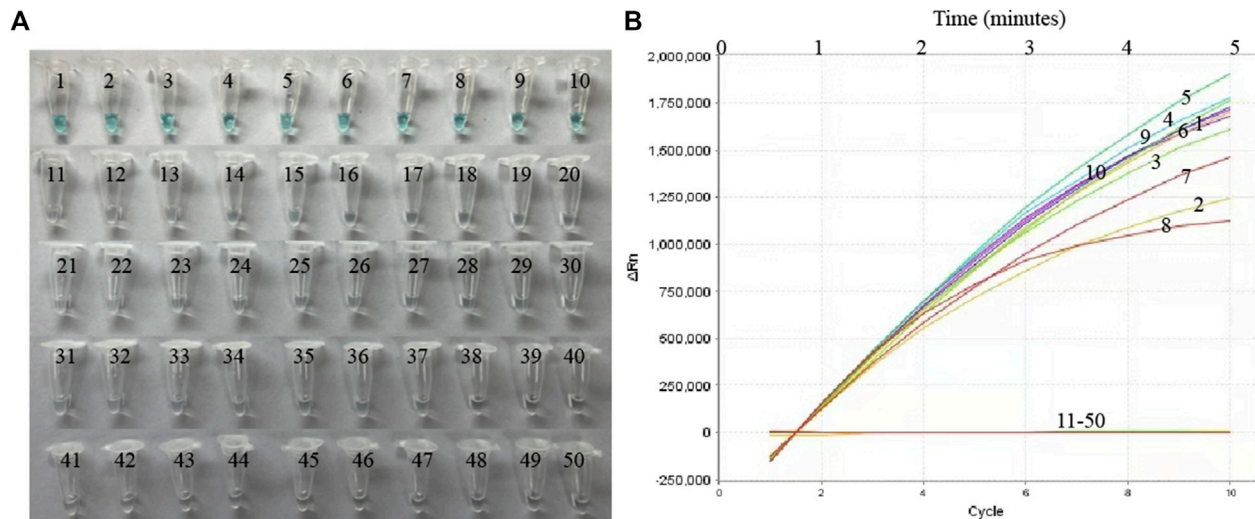 A
1 2 3 4 5 6 7 8 9 10
11 12 13 14 15 16 17 18 19 20
21 22 23 24 25 26 27 28 29 30
31 32 33 34 35 36 37 38 39 40
41 42 43 44 45 46 47 48 49 50
B
Time (minutes)
0 1 2 3 4 5
2,000,000
1,750,000
1,500,000
1,250,000
1,000,000
750,000
500,000
250,000
0
-250,000
ΔRn
5
4
1
9
6
3
10
7
2
8
11-50
0 2 4 6 8 10
Cycle